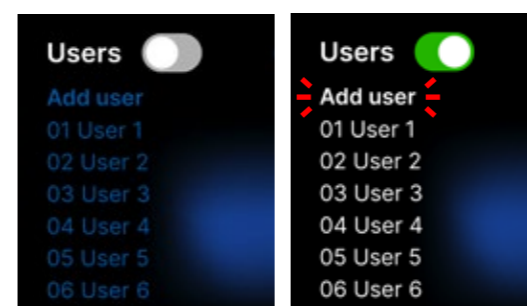 Users
Add user
01 User 1
02 User 2
03 User 3
04 User 4
05 User 5
06 User 6
Users
Add user
01 User 1
02 User 2
03 User 3
04 User 4
05 User 5
06 User 6